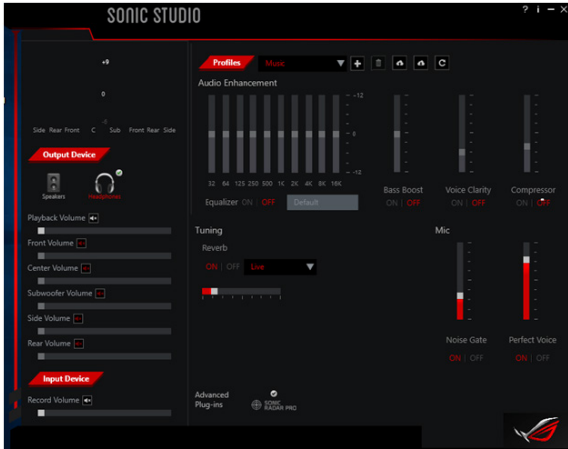 SONIC STUDIO
? i
+9
0
-5
Side Rear Front C Sub Front Rear Side
Output Device
Speakers Headphones
Playback Volume
Front Volume
Center Volume
Subwoofer Volume
Side Volume
Rear Volume
Input Device
Record Volume
Profiles Music
Audio Enhancement
+12
0
-12
32 64 125 250 500 1K 2K 4K 8K 16K
Equalizer ON | OFF Default
Bass Boost Voice Clarity Compressor
ON | OFF ON | OFF ON | OFF
Tuning
Reverb
ON | OFF Live
Mic
Noise Gate Perfect Voice
ON | OFF ON | OFF
Advanced
Plug-ins
SONIC
RADAR PRO